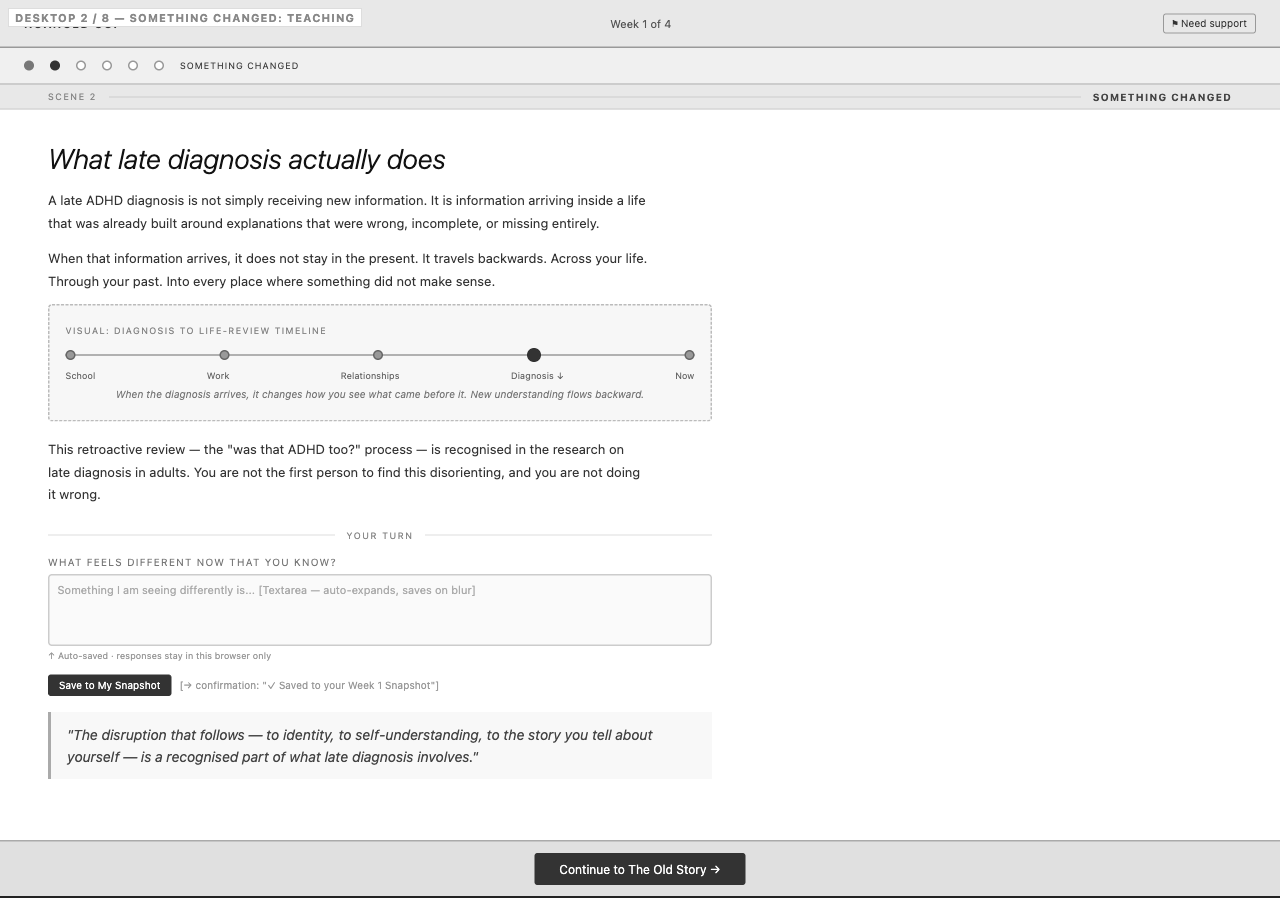 DESKTOP 2 / 8 — SOMETHING CHANGED: TEACHING
Week 1 of 4
⚑ Need support
SOMETHING CHANGED
SCENE 2
SOMETHING CHANGED
What late diagnosis actually does
A late ADHD diagnosis is not simply receiving new information. It is information arriving inside a life
that was already built around explanations that were wrong, incomplete, or missing entirely.
When that information arrives, it does not stay in the present. It travels backwards. Across your life.
Through your past. Into every place where something did not make sense.
VISUAL: DIAGNOSIS TO LIFE-REVIEW TIMELINE
School Work Relationships Diagnosis ↓ Now
When the diagnosis arrives, it changes how you see what came before it. New understanding flows backward.
This retroactive review — the "was that ADHD too?" process — is recognised in the research on
late diagnosis in adults. You are not the first person to find this disorienting, and you are not doing
it wrong.
YOUR TURN
WHAT FEELS DIFFERENT NOW THAT YOU KNOW?
Something I am seeing differently is... [Textarea — auto-expands, saves on blur]
↑ Auto-saved · responses stay in this browser only
Save to My Snapshot [→ confirmation: "✓ Saved to your Week 1 Snapshot"]
"The disruption that follows — to identity, to self-understanding, to the story you tell about
yourself — is a recognised part of what late diagnosis involves."
Continue to The Old Story →